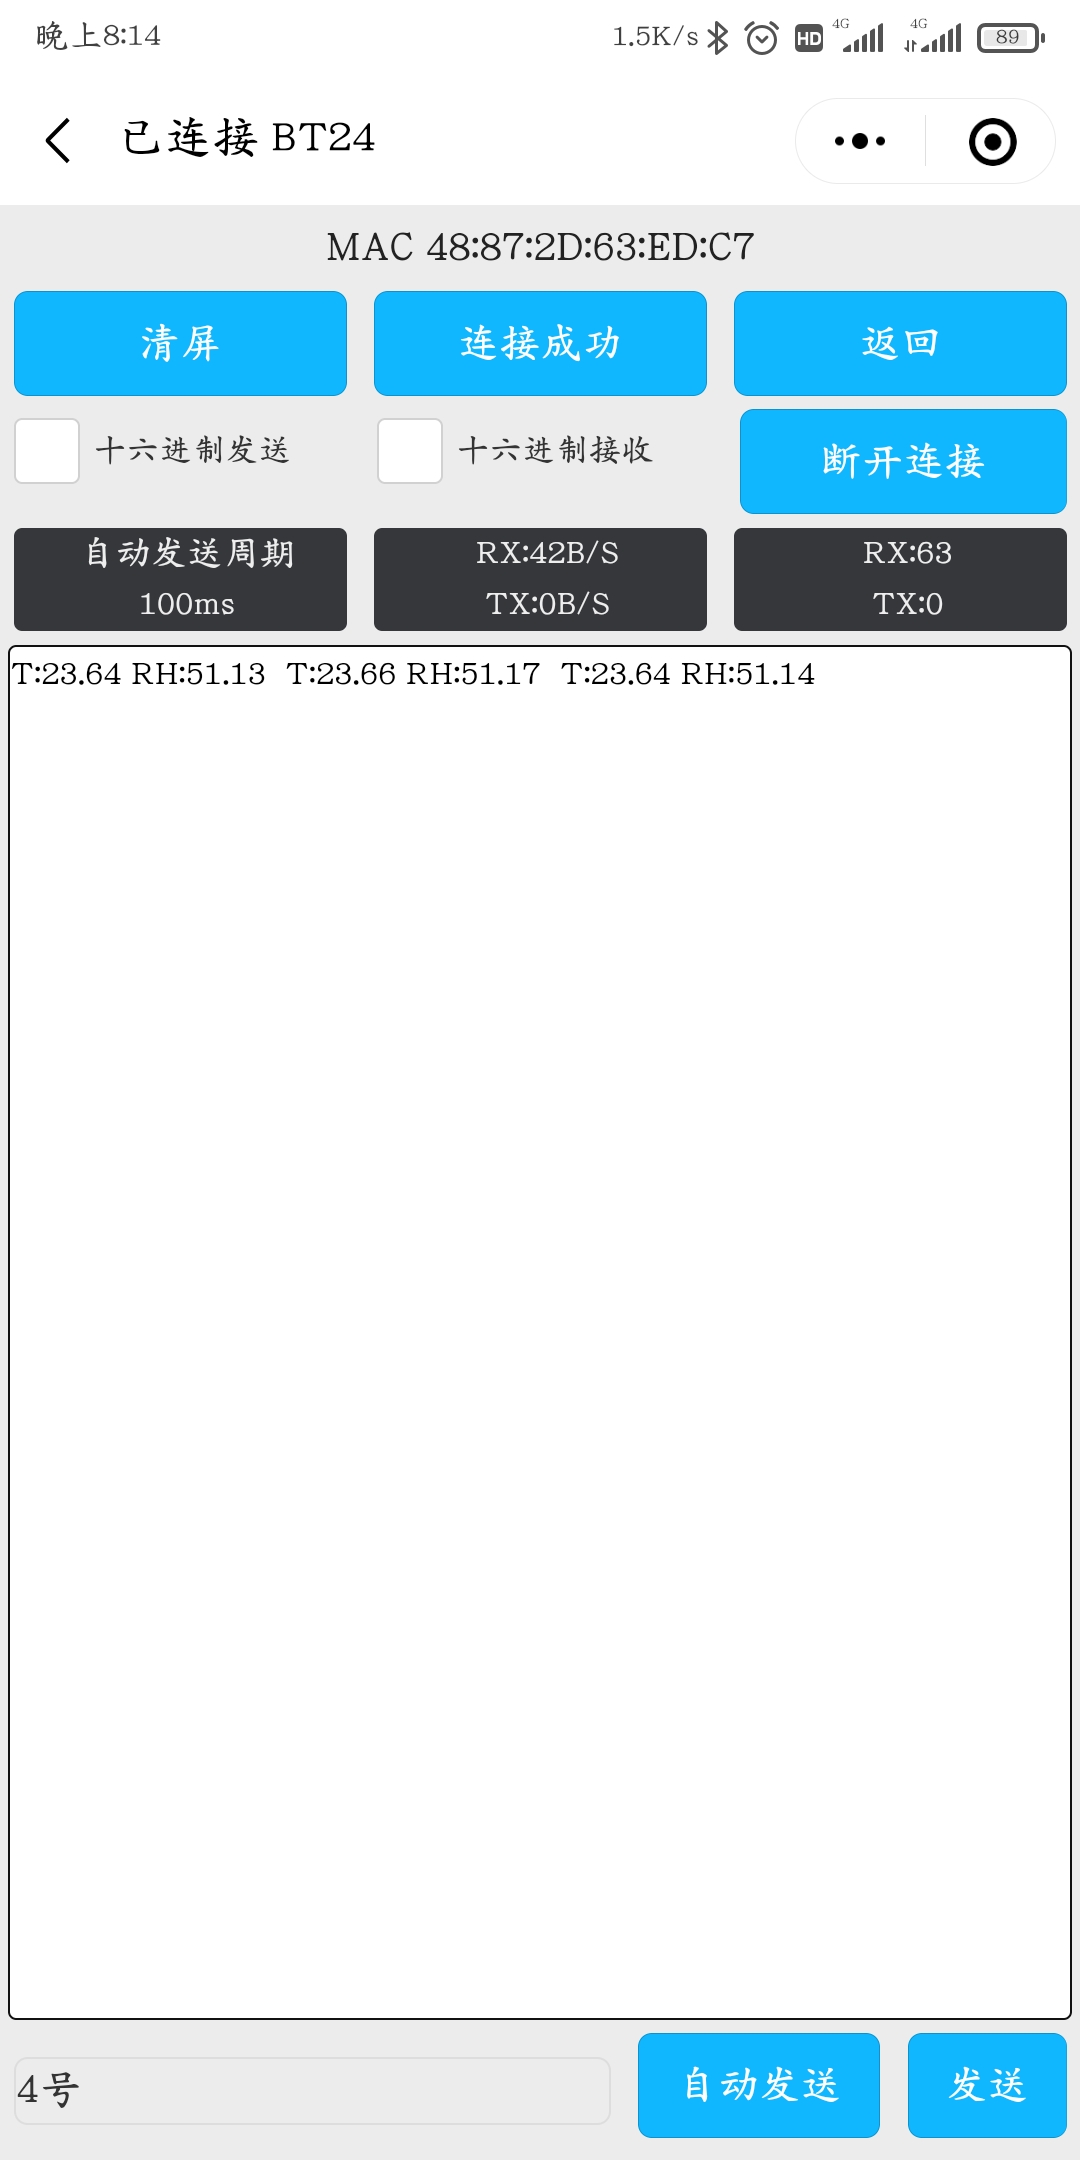 晚上8:14 1.5K/s HD 4G 4G 89
已连接 BT24
MAC 48:87:2D:63:ED:C7
清屏 连接成功 返回
十六进制发送 十六进制接收 断开连接
自动发送周期 RX:42B/S RX:63
100ms TX:0B/S TX:0
T:23.64 RH:51.13 T:23.66 RH:51.17 T:23.64 RH:51.14
4号 自动发送 发送